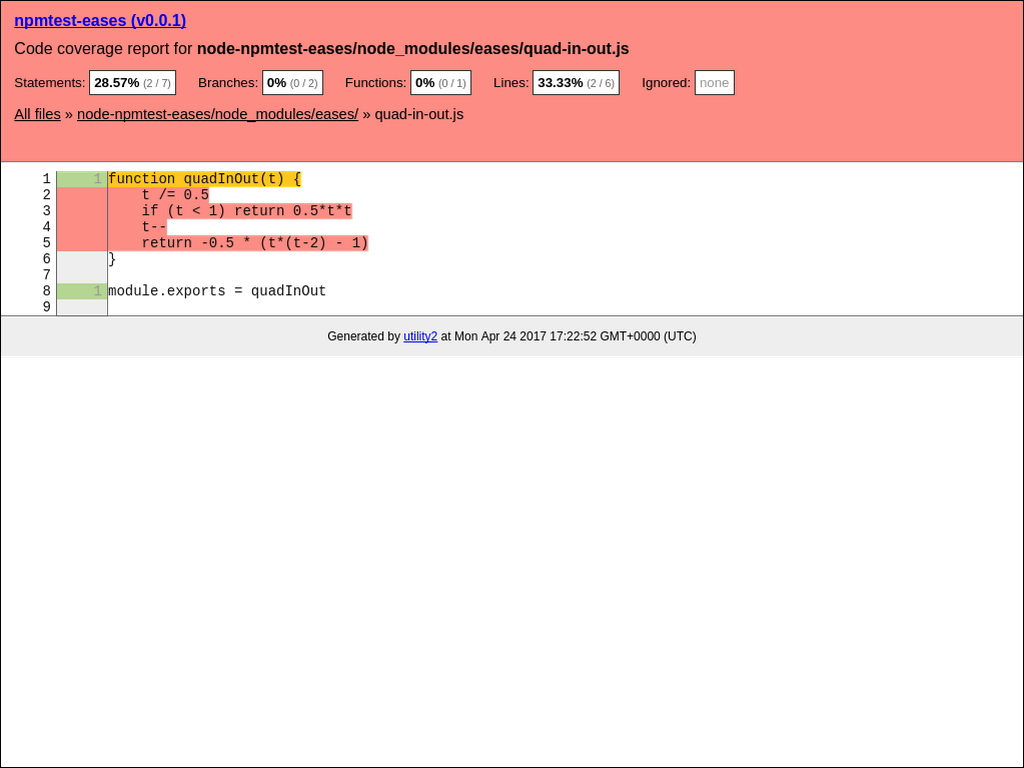 npmtest-eases (v0.0.1)
Code coverage report for node-npmtest-eases/node_modules/eases/quad-in-out.js
Statements: 28.57% (2 / 7) Branches: 0% (0 / 2) Functions: 0% (0 / 1) Lines: 33.33% (2 / 6) Ignored: none
All files » node-npmtest-eases/node_modules/eases/ » quad-in-out.js
1 1 function quadInOut(t) {
2     t /= 0.5
3     if (t < 1) return 0.5*t*t
4     t--
5     return -0.5 * (t*(t-2) - 1)
6 }
7
8 1 module.exports = quadInOut
9
Generated by utility2 at Mon Apr 24 2017 17:22:52 GMT+0000 (UTC)